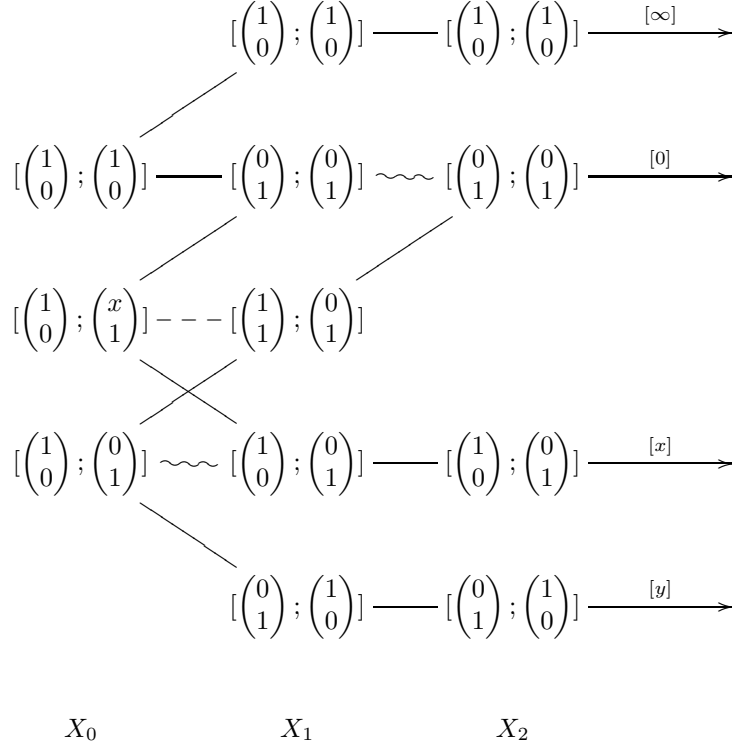 [(1 0) ; (1 0)] [(1 0) ; (1 0)] [∞]
[(1 0) ; (1 0)] [(0 1) ; (0 1)] [(0 1) ; (0 1)] [0]
[(1 0) ; (x 1)] [(1 1) ; (0 1)]
[(1 0) ; (0 1)] [(1 0) ; (0 1)] [(1 0) ; (0 1)] [x]
[(0 1) ; (1 0)] [(0 1) ; (1 0)] [y]
X₀ X₁ X₂